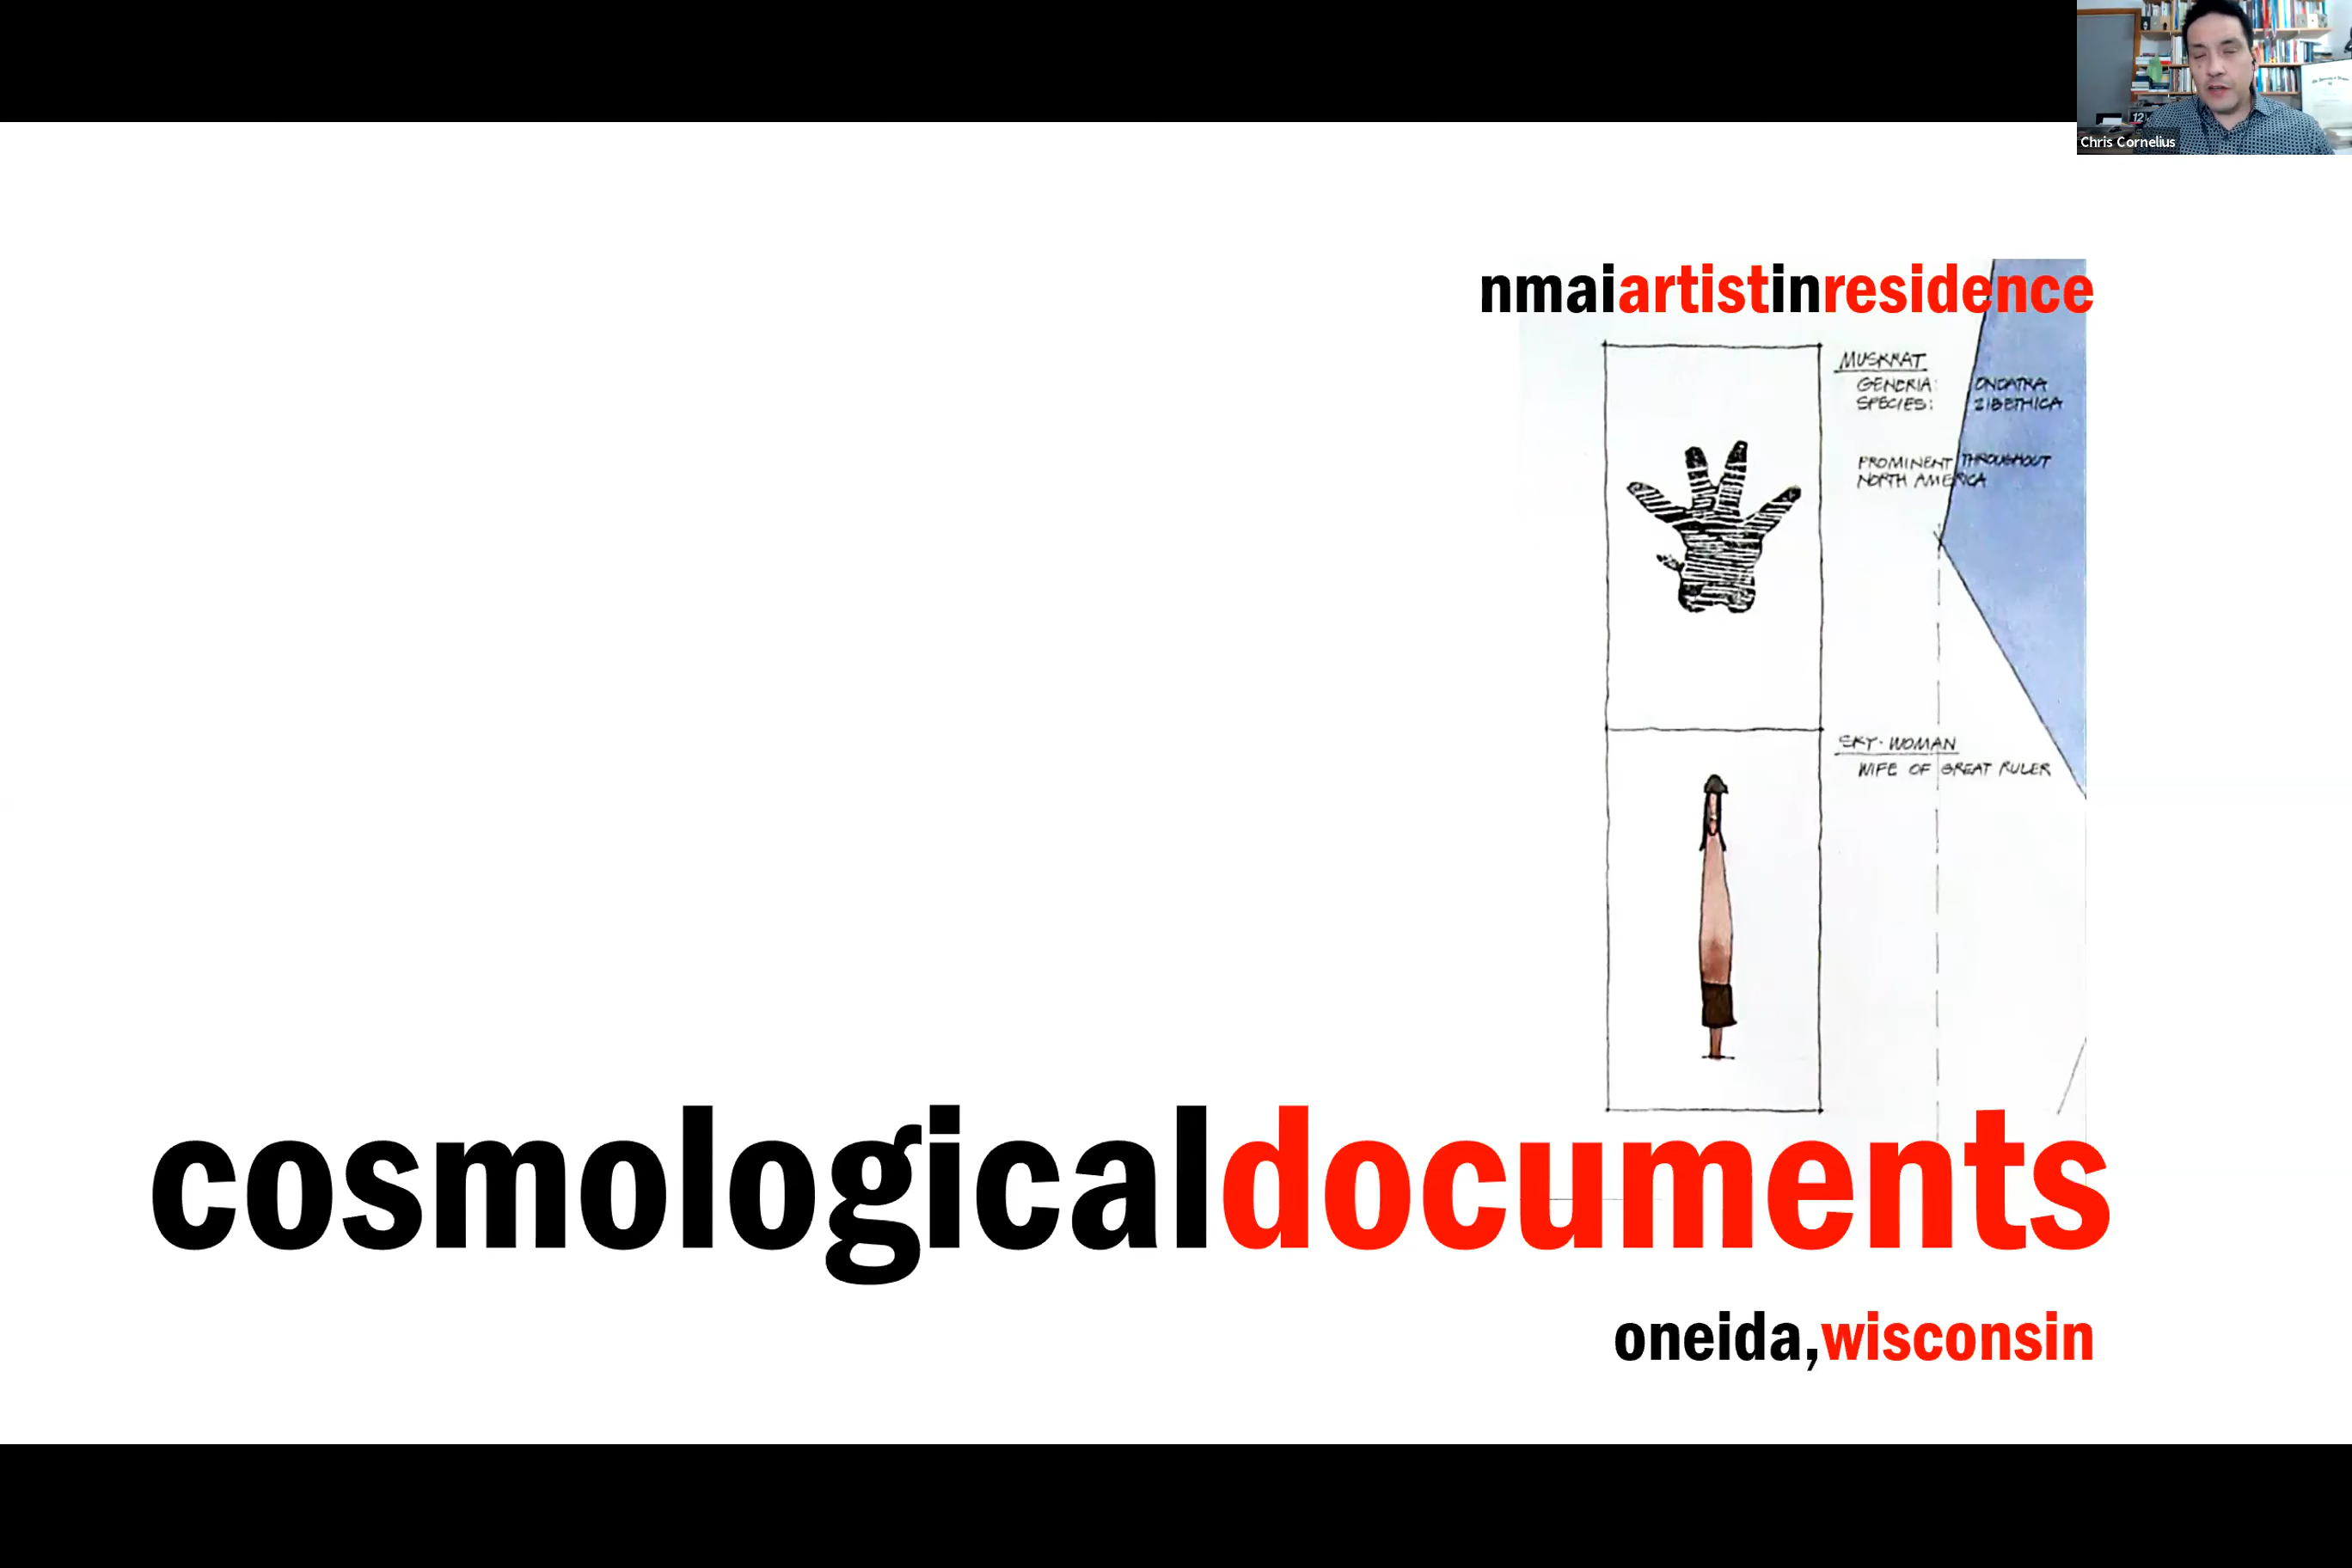 Chris Cornelius
nmaiartistinresidence
MUSKRAT
GENERIA: ONDATRA
SPECIES: ZIBETHICA
PROMINENT THROUGHOUT
NORTH AMERICA
SKY-WOMAN
WIFE OF GREAT RULER
cosmologicaldocuments
oneida,wisconsin